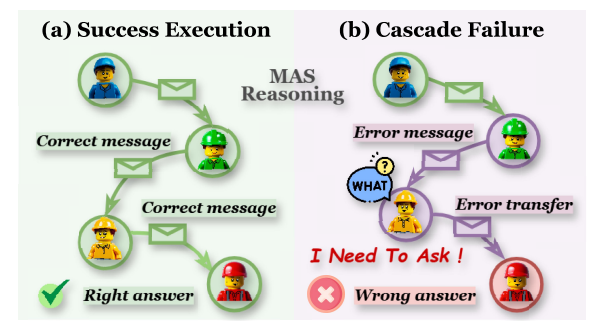 (a) Success Execution
(b) Cascade Failure
MAS
Reasoning
Correct message
Correct message
Right answer
Error message
?
WHAT
Error transfer
I Need To Ask !
Wrong answer